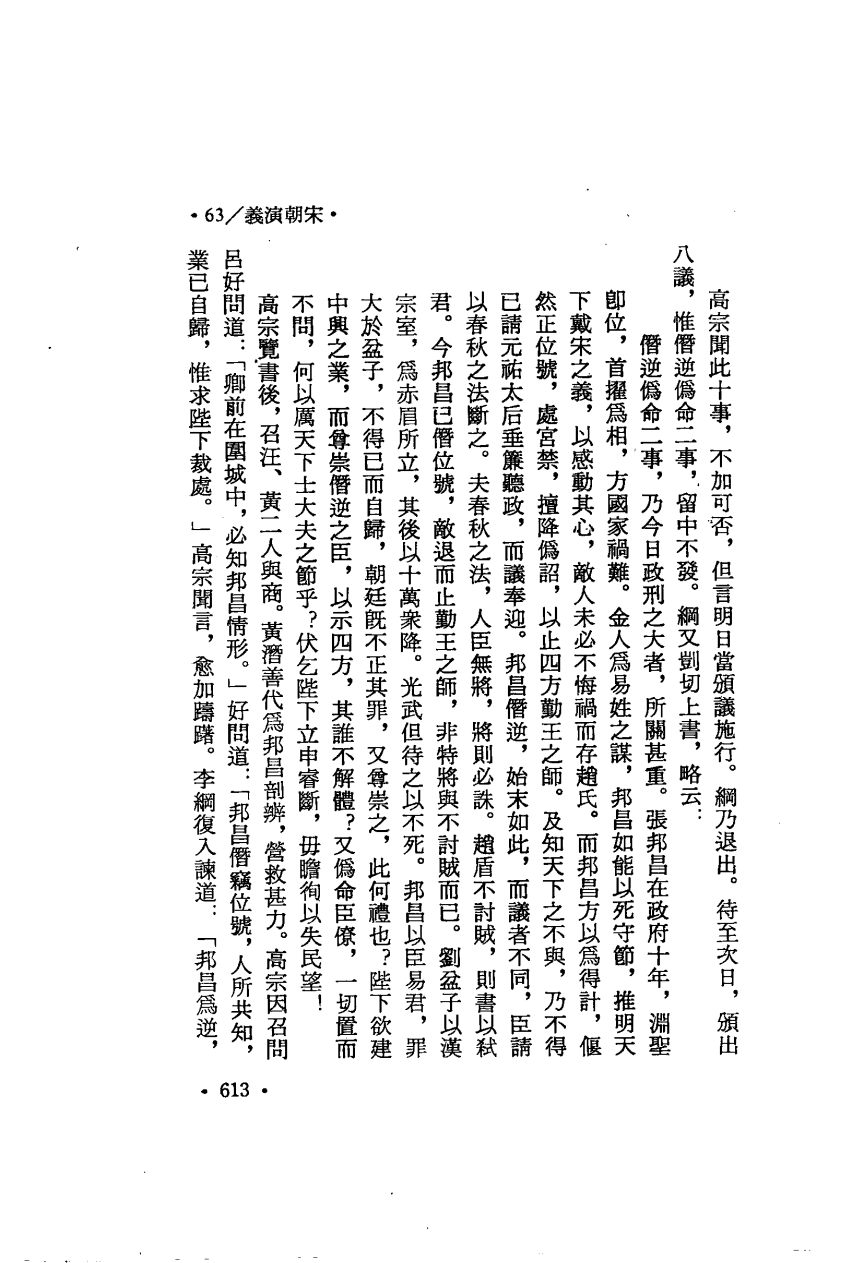 •63/義演朝宋•
高宗聞此十事，不加可否，但言明日當頒議施行。綱乃退出。待至次日，頒出
八議，惟僭逆僞命二事，留中不發。綱又剴切上書，略云：
僭逆僞命二事，乃今日政刑之大者，所關甚重。張邦昌在政府十年，淵聖
卽位，首擢爲相，方國家禍難。金人爲易姓之謀，邦昌如能以死守節，推明天
下戴宋之義，以感動其心，敵人未必不悔禍而存趙氏。而邦昌方以爲得計，偃
然正位號，處宮禁，擅降僞詔，以止四方勤王之師。及知天下之不與，乃不得
已請元祐太后垂簾聽政，而議奉迎。邦昌僭逆，始末如此，而議者不同，臣請
以春秋之法斷之。夫春秋之法，人臣無將，將則必誅。趙盾不討賊，則書以弒
君。今邦昌已僭位號，敵退而止勤王之師，非特將與不討賊而已。劉盆子以漢
宗室，爲赤眉所立，其後以十萬衆降。光武但待之以不死。邦昌以臣易君，罪
大於盆子，不得已而自歸，朝廷旣不正其罪，又尊崇之，此何禮也？陛下欲建
中興之業，而尊崇僭逆之臣，以示四方，其誰不解體？又僞命臣僚，一切置而
不問，何以厲天下士大夫之節乎？伏乞陛下立申睿斷，毋瞻徇以失民望！
高宗覽書後，召汪、黃二人與商。黃潛善代爲邦昌剖辨，營救甚力。高宗因召問
呂好問道：「卿前在圍城中，必知邦昌情形。」好問道：「邦昌僭竊位號，人所共知，
業已自歸，惟求陛下裁處。」高宗聞言，愈加躊躇。李綱復入諫道：「邦昌爲逆，
•613•